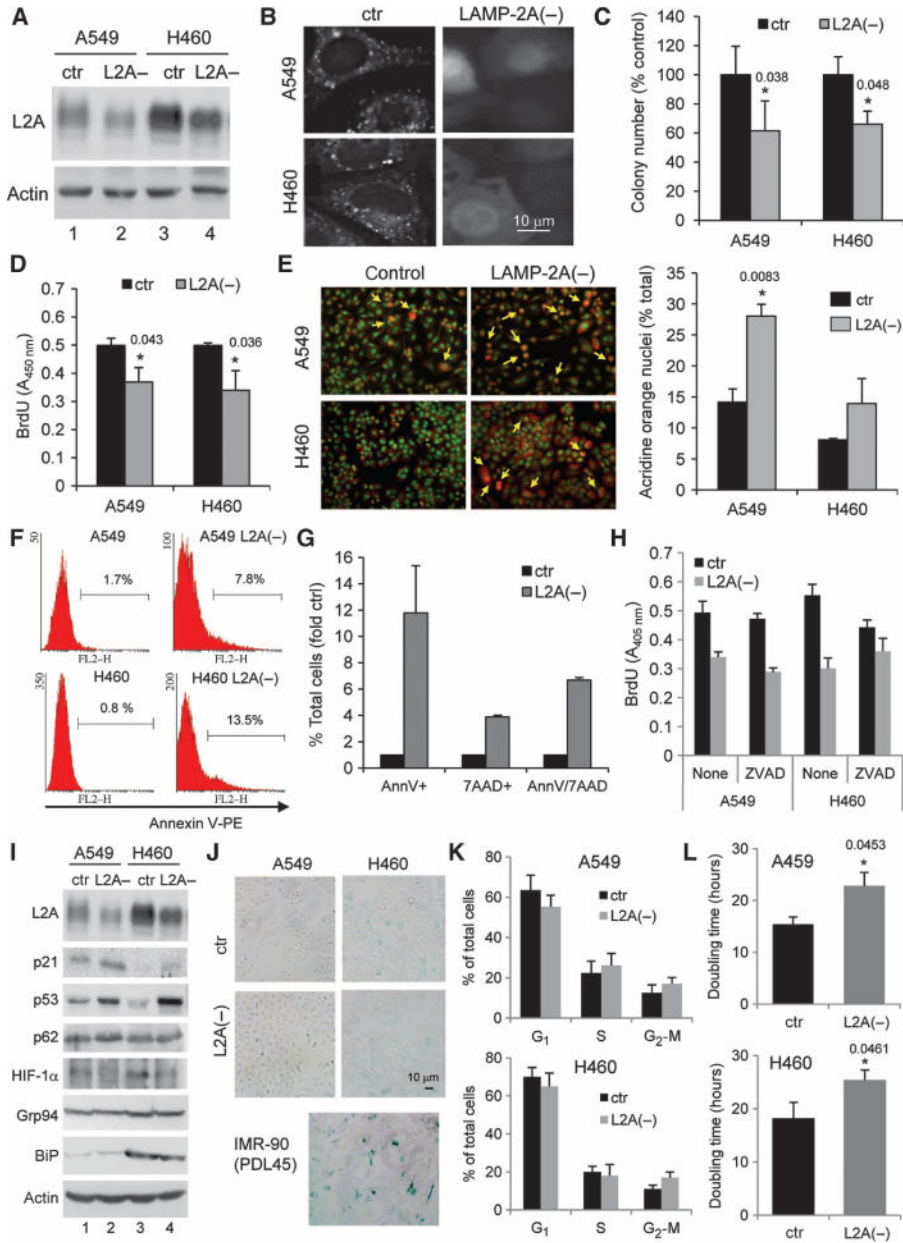 A
A549 H460
ctr L2A– ctr L2A–
L2A
Actin
1 2 3 4
B
ctr LAMP-2A(–)
A549
H460
10 μm
C
ctr L2A(–)
Colony number (% control)
140
120
100
80
60
40
20
0
0.038
*
0.048
*
A549 H460
D
ctr L2A(–)
BrdU (A450 nm)
0.7
0.6
0.5
0.4
0.3
0.2
0.1
0
0.043
*
0.036
*
A549 H460
E
Control LAMP-2A(–)
A549
H460
Acridine orange nuclei (% total)
35
30
25
20
15
10
5
0
0.0083
*
ctr
L2A(–)
A549 H460
F
50
A549
1.7%
FL2–H
100
A549 L2A(–)
7.8%
FL2–H
350
H460
0.8 %
FL2–H
200
H460 L2A(–)
13.5%
FL2–H
Annexin V-PE
G
% Total cells (fold ctrl)
16
14
12
10
8
6
4
2
0
ctr
L2A(–)
AnnV+ 7AAD+ AnnV/7AAD
H
ctr
L2A(–)
BrdU (A405 nm)
0.7
0.6
0.5
0.4
0.3
0.2
0.1
0
None ZVAD None ZVAD
A549 H460
I
A549 H460
ctr L2A– ctr L2A–
L2A
p21
p53
p62
HIF-1α
Grp94
BiP
Actin
1 2 3 4
J
A549 H460
ctr
L2A(–)
10 μm
IMR-90
(PDL45)
K
A549
% of total cells
80
60
40
20
0
ctr
L2A(–)
G1 S G2-M
H460
% of total cells
80
60
40
20
0
ctr
L2A(–)
G1 S G2-M
L
A459
Doubling time (hours)
30
20
10
0
0.0453
*
ctr L2A(–)
H460
Doubling time (hours)
30
20
10
0
0.0461
*
ctr L2A(–)